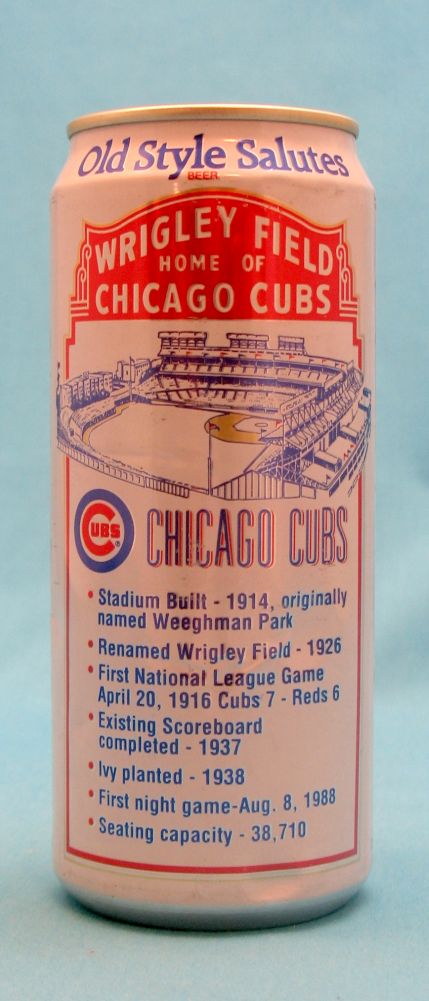 Old Style Salutes
BEER
WRIGLEY FIELD
HOME OF
CHICAGO CUBS
CUBS
CHICAGO CUBS
• Stadium Built - 1914, originally
named Weeghman Park
• Renamed Wrigley Field - 1926
• First National League Game
April 20, 1916 Cubs 7 - Reds 6
• Existing Scoreboard
completed - 1937
• Ivy planted - 1938
• First night game-Aug. 8, 1988
• Seating capacity - 38,710